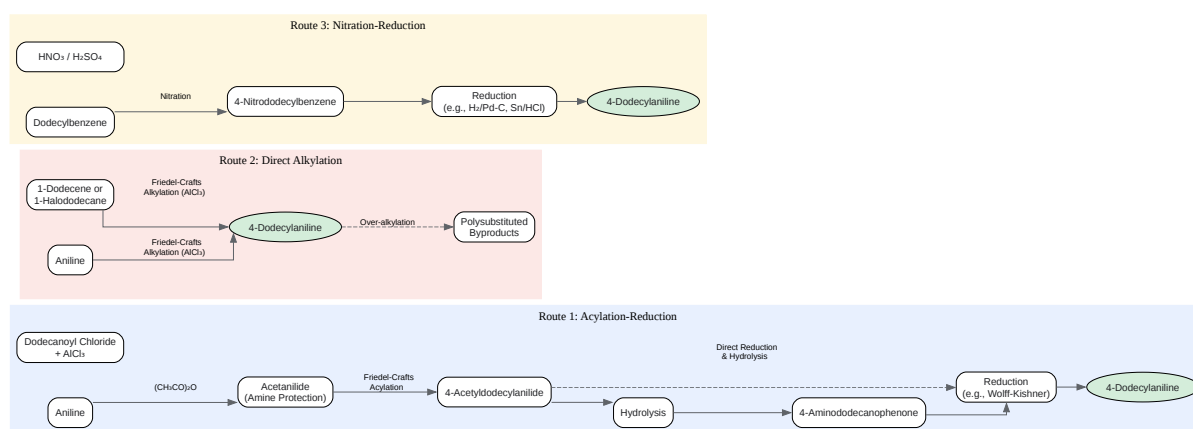 Route 3: Nitration-Reduction
HNO₃ / H₂SO₄
Nitration
Dodecylbenzene
4-Nitrododecylbenzene
Reduction
(e.g., H₂/Pd-C, Sn/HCl)
4-Dodecylaniline
Route 2: Direct Alkylation
1-Dodecene or
1-Halododecane
Friedel-Crafts
Alkylation (AlCl₃)
Friedel-Crafts
Alkylation (AlCl₃)
Aniline
4-Dodecylaniline
Over-alkylation
Polysubstituted
Byproducts
Route 1: Acylation-Reduction
Dodecanoyl Chloride
+ AlCl₃
Aniline
(CH₃CO)₂O
Acetanilide
(Amine Protection)
Friedel-Crafts
Acylation
4-Acetyldodecylanilide
Direct Reduction
& Hydrolysis
Hydrolysis
4-Aminododecanophenone
Reduction
(e.g., Wolff-Kishner)
4-Dodecylaniline